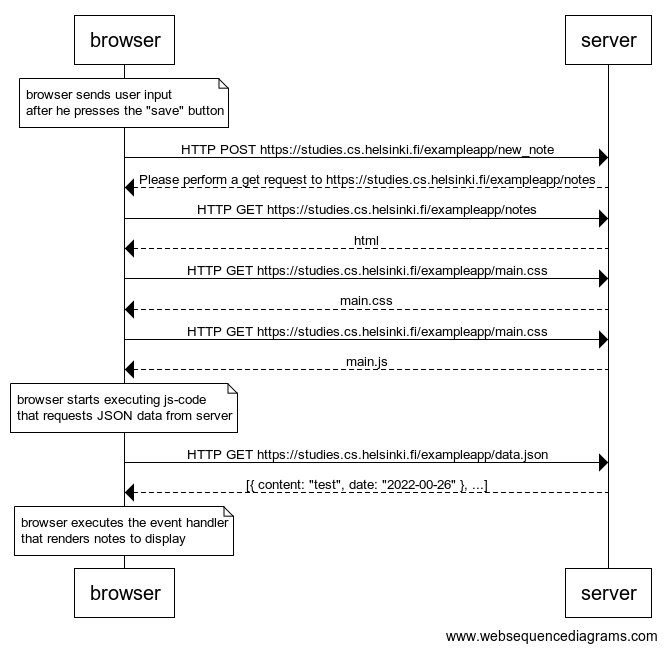 browser
server
browser sends user input
after he presses the "save" button
HTTP POST https://studies.cs.helsinki.fi/exampleapp/new_note
Please perform a get request to https://studies.cs.helsinki.fi/exampleapp/notes
HTTP GET https://studies.cs.helsinki.fi/exampleapp/notes
html
HTTP GET https://studies.cs.helsinki.fi/exampleapp/main.css
main.css
HTTP GET https://studies.cs.helsinki.fi/exampleapp/main.css
main.js
browser starts executing js-code
that requests JSON data from server
HTTP GET https://studies.cs.helsinki.fi/exampleapp/data.json
[{ content: "test", date: "2022-00-26" }, ...]
browser executes the event handler
that renders notes to display
browser
server
www.websequencediagrams.com